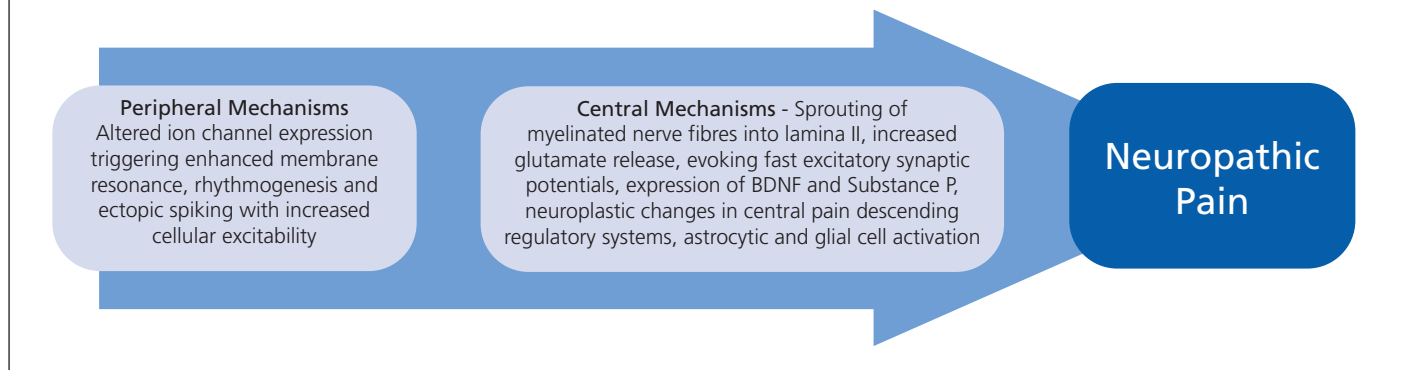 Peripheral Mechanisms
Altered ion channel expression
triggering enhanced membrane
resonance, rhythmogenesis and
ectopic spiking with increased
cellular excitability
Central Mechanisms - Sprouting of
myelinated nerve fibres into lamina II, increased
glutamate release, evoking fast excitatory synaptic
potentials, expression of BDNF and Substance P,
neuroplastic changes in central pain descending
regulatory systems, astrocytic and glial cell activation
Neuropathic
Pain